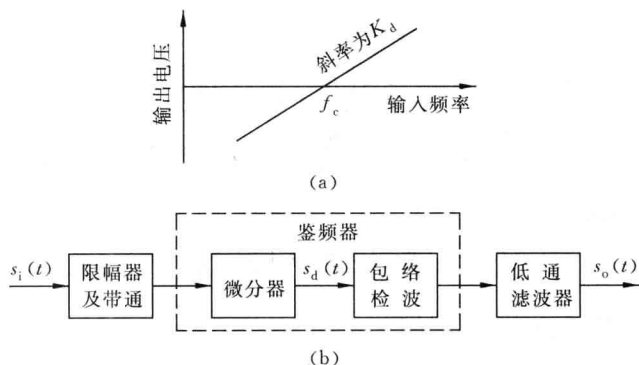 输出电压
斜率为K_d
f_c
输入频率
(a)
鉴频器
s_i(t)
限幅器
及带通
微分器
s_d(t)
包络
检波
低通
滤波器
s_o(t)
(b)